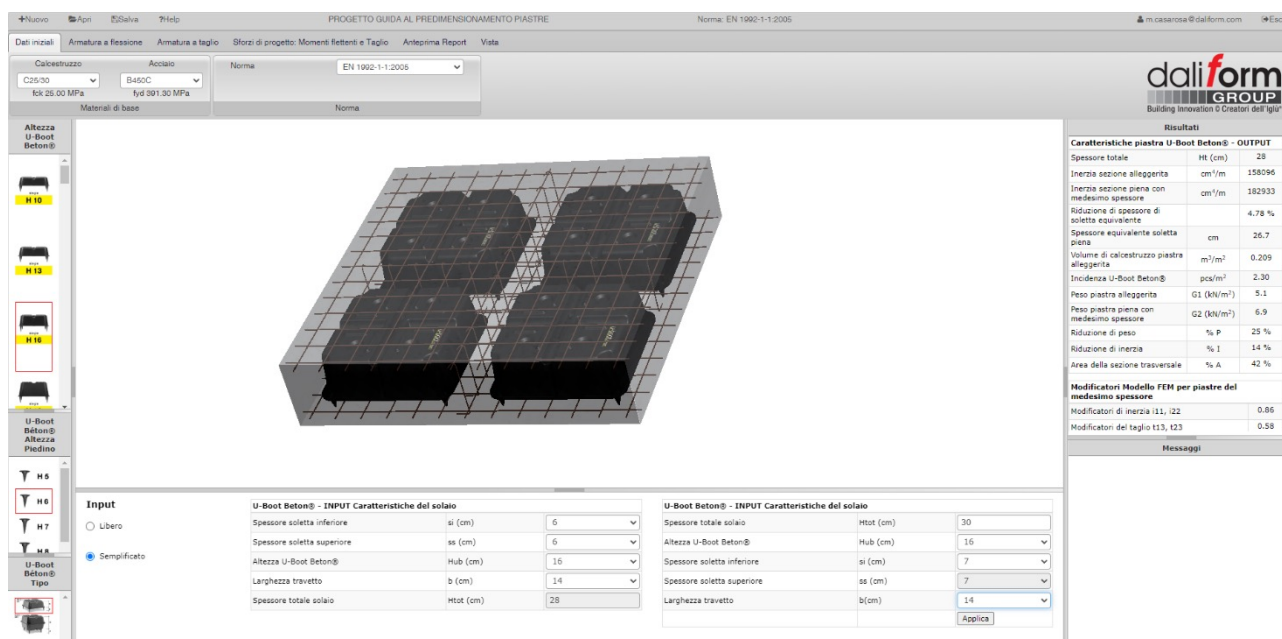 Nuovo Apri Salva ?Help PROGETTO GUIDA AL PREDIMENSIONAMENTO PIASTRE Norma: EN 1992-1-1:2005 m.casarosa@daliform.com Esc
Dati iniziali Armatura a flessione Armatura a taglio Sforzi di progetto: Momenti flettenti e Taglio Anteprima Report Vista
Calcestruzzo Acciaio
C25/30 B450C
fck 25.00 MPa fyd 391.30 MPa
Materiali di base
Norma EN 1992-1-1:2005
Norma
daliform
GROUP
Building Innovation © Creatori dell'Iglù®
Altezza
U-Boot
Beton®
H 10
H 13
H 16
U-Boot
Béton®
Altezza
Piedino
H 5
H 6
H 7
H 8
U-Boot
Béton®
Tipo
Input
Libero
Semplificato
U-Boot Beton® - INPUT Caratteristiche del solaio
Spessore soletta inferiore si (cm) 6
Spessore soletta superiore ss (cm) 6
Altezza U-Boot Beton® Hub (cm) 16
Larghezza travetto b (cm) 14
Spessore totale solaio Htot (cm) 28
U-Boot Beton® - INPUT Caratteristiche del solaio
Spessore totale solaio Htot (cm) 30
Altezza U-Boot Beton® Hub (cm) 16
Spessore soletta inferiore si (cm) 7
Spessore soletta superiore ss (cm) 7
Larghezza travetto b(cm) 14
Applica
Risultati
Caratteristiche piastra U-Boot Beton® - OUTPUT
Spessore totale Ht (cm) 28
Inerzia sezione alleggerita cm⁴/m 158096
Inerzia sezione piena con
medesimo spessore cm⁴/m 182933
Riduzione di spessore di
soletta equivalente 4.78 %
Spessore equivalente soletta
piena cm 26.7
Volume di calcestruzzo piastra
alleggerita m³/m² 0.209
Incidenza U-Boot Beton® pcs/m² 2.30
Peso piastra alleggerita G1 (kN/m²) 5.1
Peso piastra piena con
medesimo spessore G2 (kN/m²) 6.9
Riduzione di peso % P 25 %
Riduzione di inerzia % I 14 %
Area della sezione trasversale % A 42 %
Modificatori Modello FEM per piastre del
medesimo spessore
Modificatori di inerzia i11, i22 0.86
Modificatori del taglio t13, t23 0.58
Messaggi